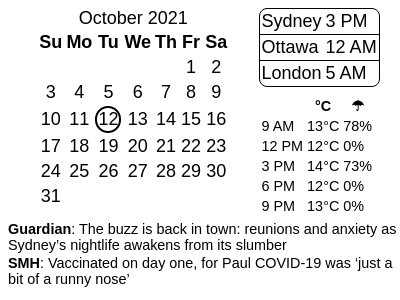 October 2021
Su Mo Tu We Th Fr Sa
1 2
3 4 5 6 7 8 9
10 11 12 13 14 15 16
17 18 19 20 21 22 23
24 25 26 27 28 29 30
31
Sydney 3 PM
Ottawa 12 AM
London 5 AM
°C ☂
9 AM 13°C 78%
12 PM 12°C 0%
3 PM 14°C 73%
6 PM 12°C 0%
9 PM 13°C 0%
Guardian: The buzz is back in town: reunions and anxiety as
Sydney’s nightlife awakens from its slumber
SMH: Vaccinated on day one, for Paul COVID-19 was ‘just a
bit of a runny nose’